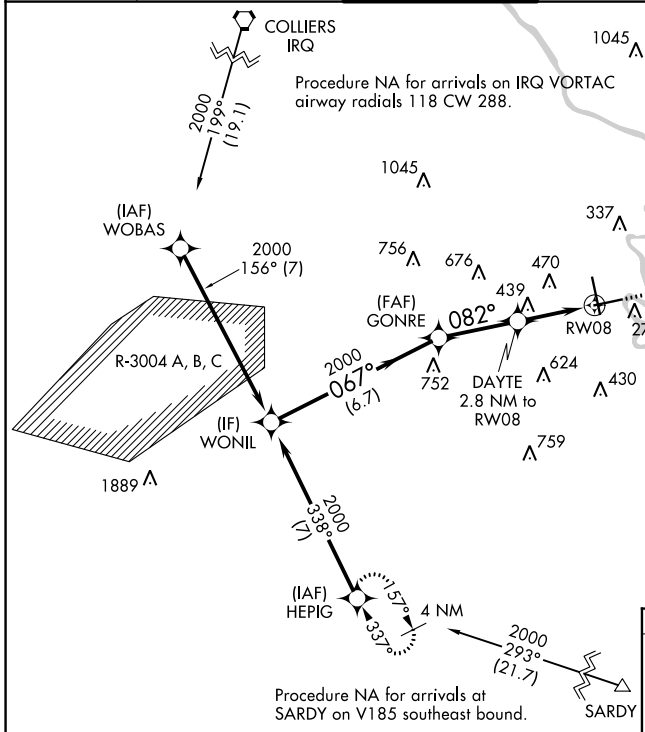 COLLIERS
IRQ
1045
Procedure NA for arrivals on IRQ VORTAC
airway radials 118 CW 288.
2000
199°
(19.1)
1045
(IAF)
WOBAS
337
2000
156° (7)
756
676
470
439
(FAF)
GONRE
082°
RW08
27
R-3004 A, B, C
2000
067°
(6.7)
752
DAYTE
2.8 NM to
RW08
624
430
(IF)
WONIL
759
1889
2000
338°
(7)
(IAF)
HEPIG
157°
337°
4 NM
2000
293°
(21.7)
SARDY
Procedure NA for arrivals at
SARDY on V185 southeast bound.